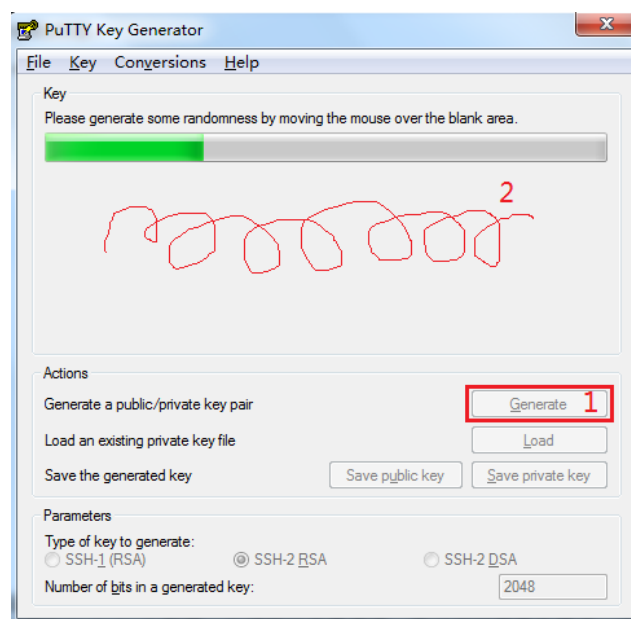 PuTTY Key Generator
x
File Key Conversions Help
Key
Please generate some randomness by moving the mouse over the blank area.
2
Actions
Generate a public/private key pair Generate 1
Load an existing private key file Load
Save the generated key Save public key Save private key
Parameters
Type of key to generate:
SSH-1 (RSA) SSH-2 RSA SSH-2 DSA
Number of bits in a generated key: 2048